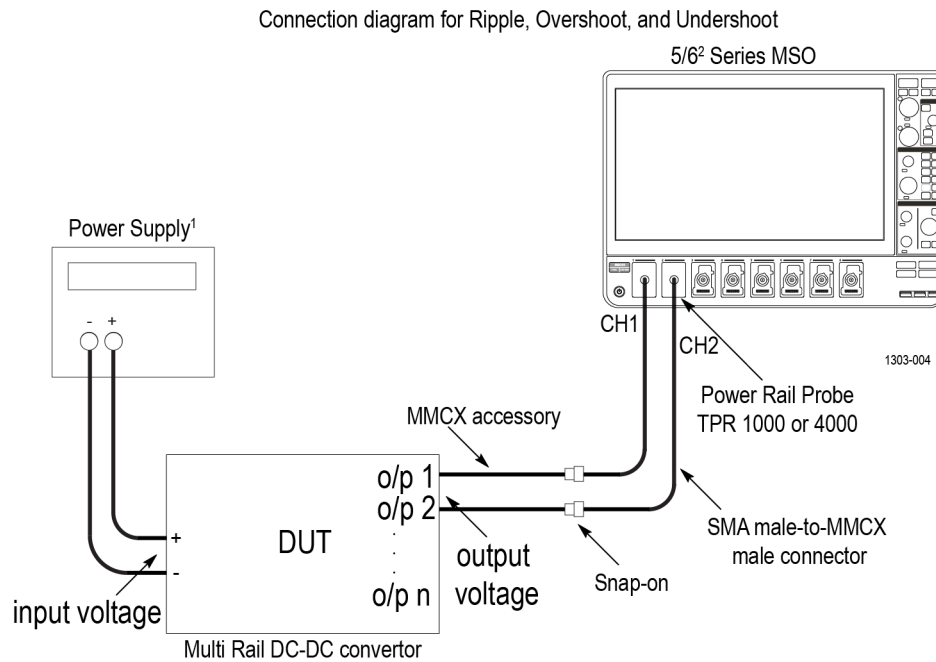 Connection diagram for Ripple, Overshoot, and Undershoot
5/6² Series MSO
Power Supply¹
- +
CH1
CH2
1303-004
Power Rail Probe
TPR 1000 or 4000
MMCX accessory
o/p 1
o/p 2
.
.
.
o/p n
DUT
+
-
output
voltage
SMA male-to-MMCX
male connector
Snap-on
input voltage
Multi Rail DC-DC convertor